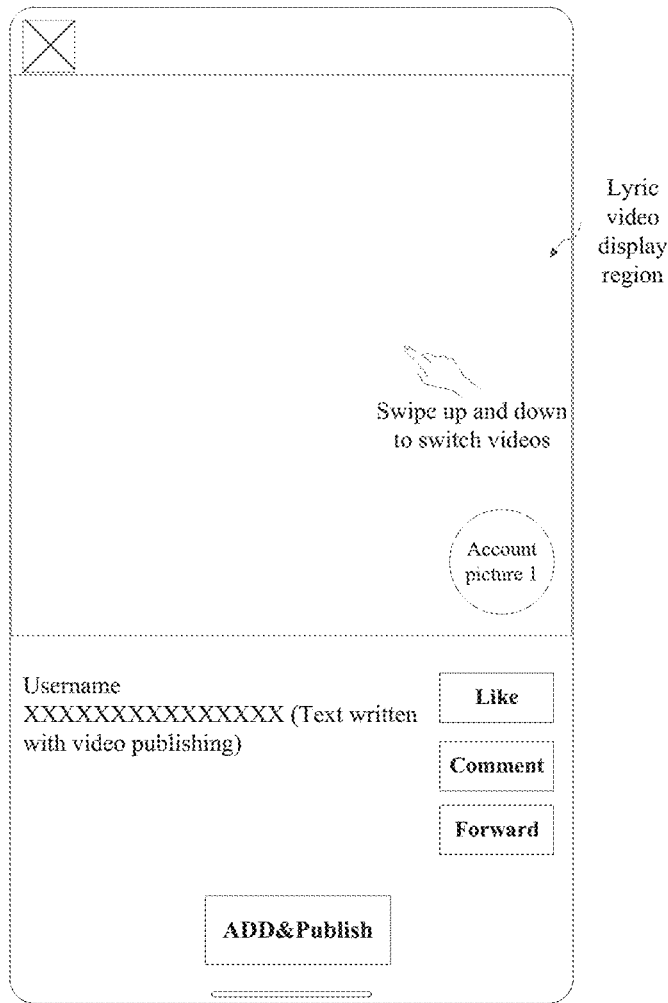 Lyric
video
display
region
Swipe up and down
to switch videos
Account
picture 1
Username
XXXXXXXXXXXXXXX (Text written
with video publishing)
Like
Comment
Forward
ADD&Publish